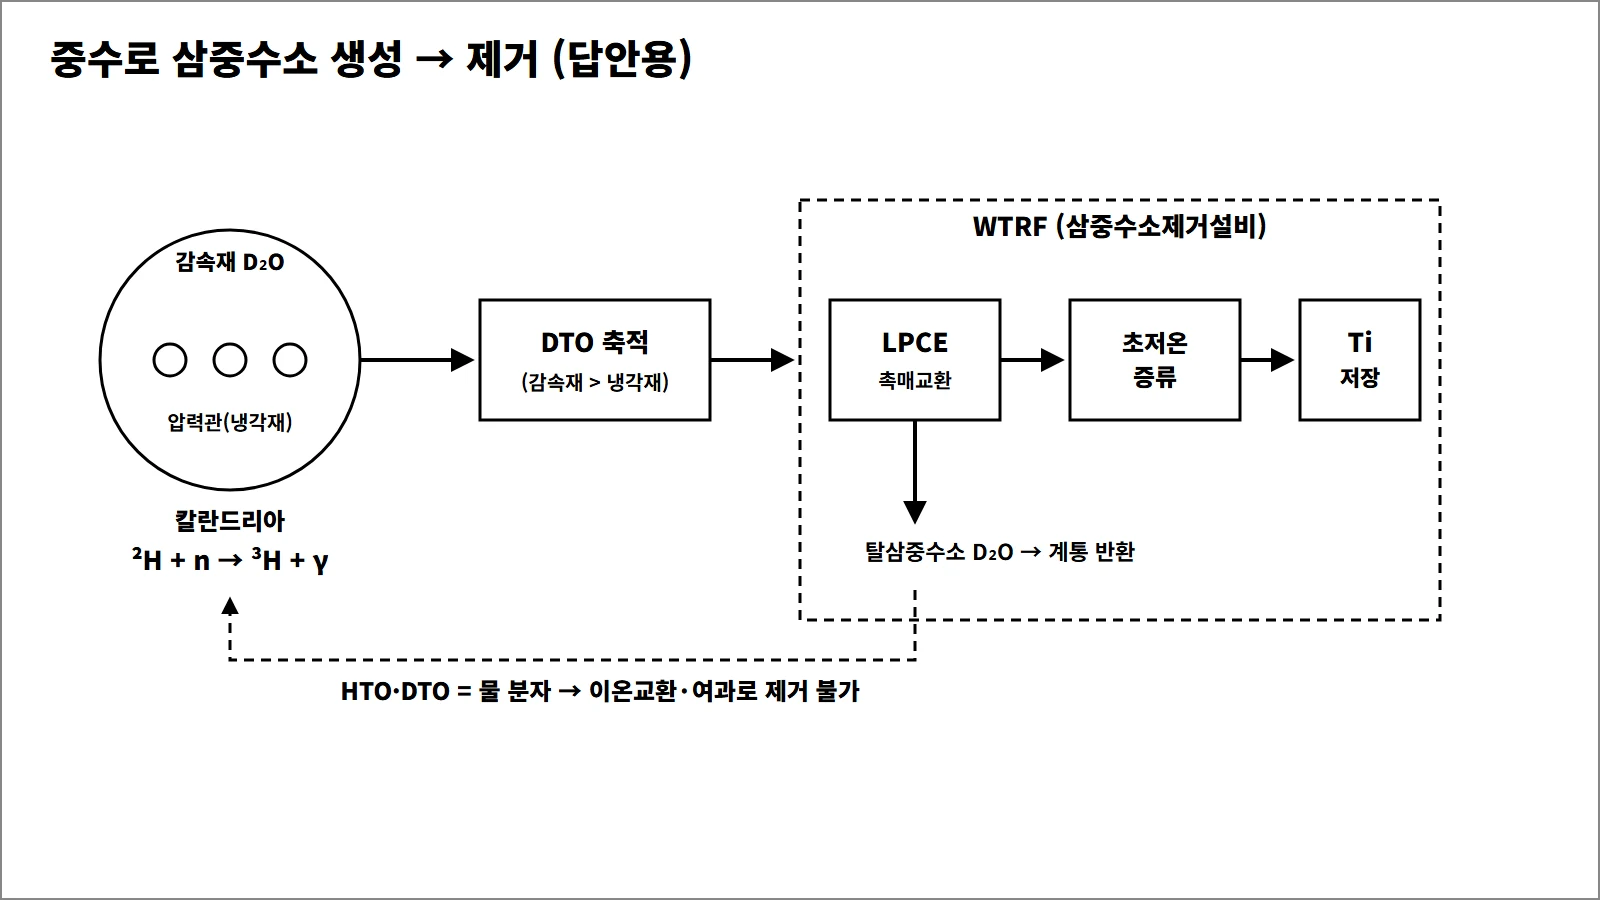 중수로 삼중수소 생성 → 제거 (답안용)
WTRF (삼중수소제거설비)
감속재 D₂O
압력관(냉각재)
칼란드리아
²H + n → ³H + γ
DTO 축적
(감속재 > 냉각재)
LPCE
촉매교환
초저온
증류
Ti
저장
탈삼중수소 D₂O → 계통 반환
HTO·DTO = 물 분자 → 이온교환·여과로 제거 불가